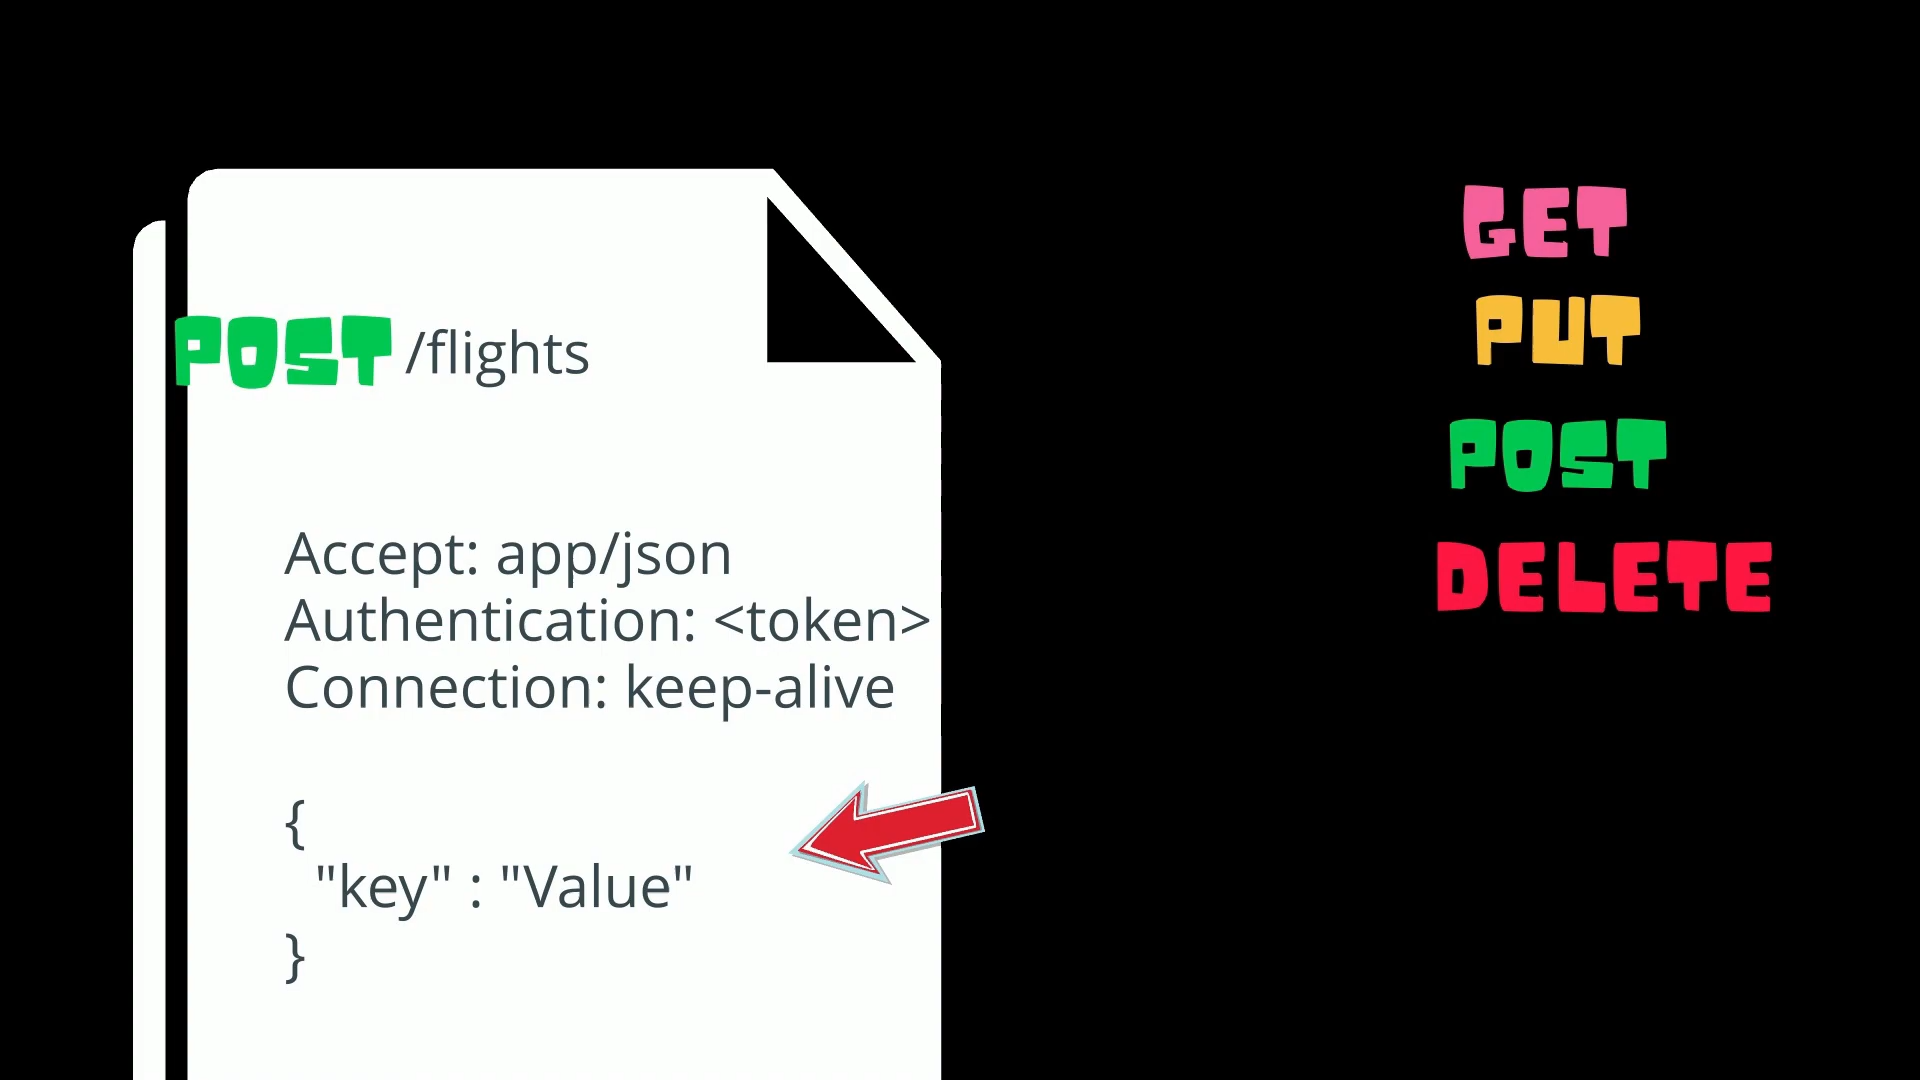 POST /flights
Accept: app/json
Authentication: <token>
Connection: keep-alive
{
"key" : "Value"
}
GET
PUT
POST
DELETE